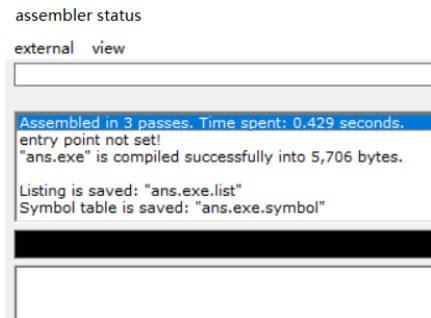 assembler status
external view
Assembled in 3 passes. Time spent: 0.429 seconds.
entry point not set!
"ans.exe" is compiled successfully into 5,706 bytes.
Listing is saved: "ans.exe.list"
Symbol table is saved: "ans.exe.symbol"